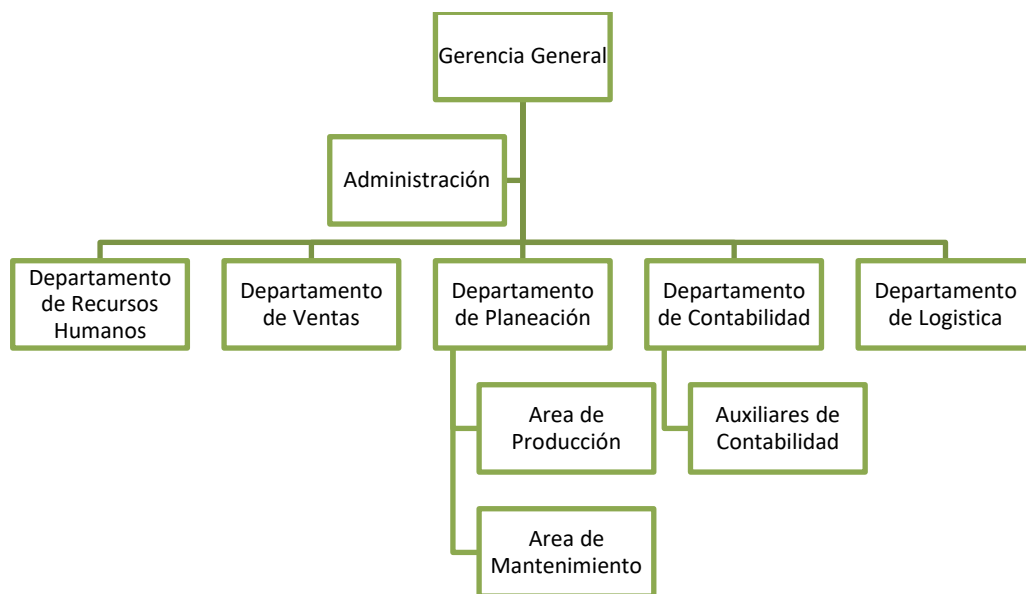 Gerencia General
Administración
Departamento
de Recursos
Humanos
Departamento
de Ventas
Departamento
de Planeación
Departamento
de Contabilidad
Departamento
de Logistica
Area de
Producción
Auxiliares de
Contabilidad
Area de
Mantenimiento